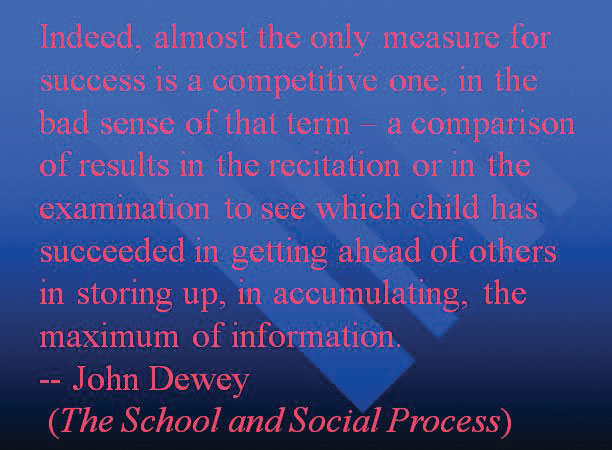 Indeed, almost the only measure for
success is a competitive one, in the
bad sense of that term – a comparison
of results in the recitation or in the
examination to see which child has
succeeded in getting ahead of others
in storing up, in accumulating, the
maximum of information.
-- John Dewey
(The School and Social Process)